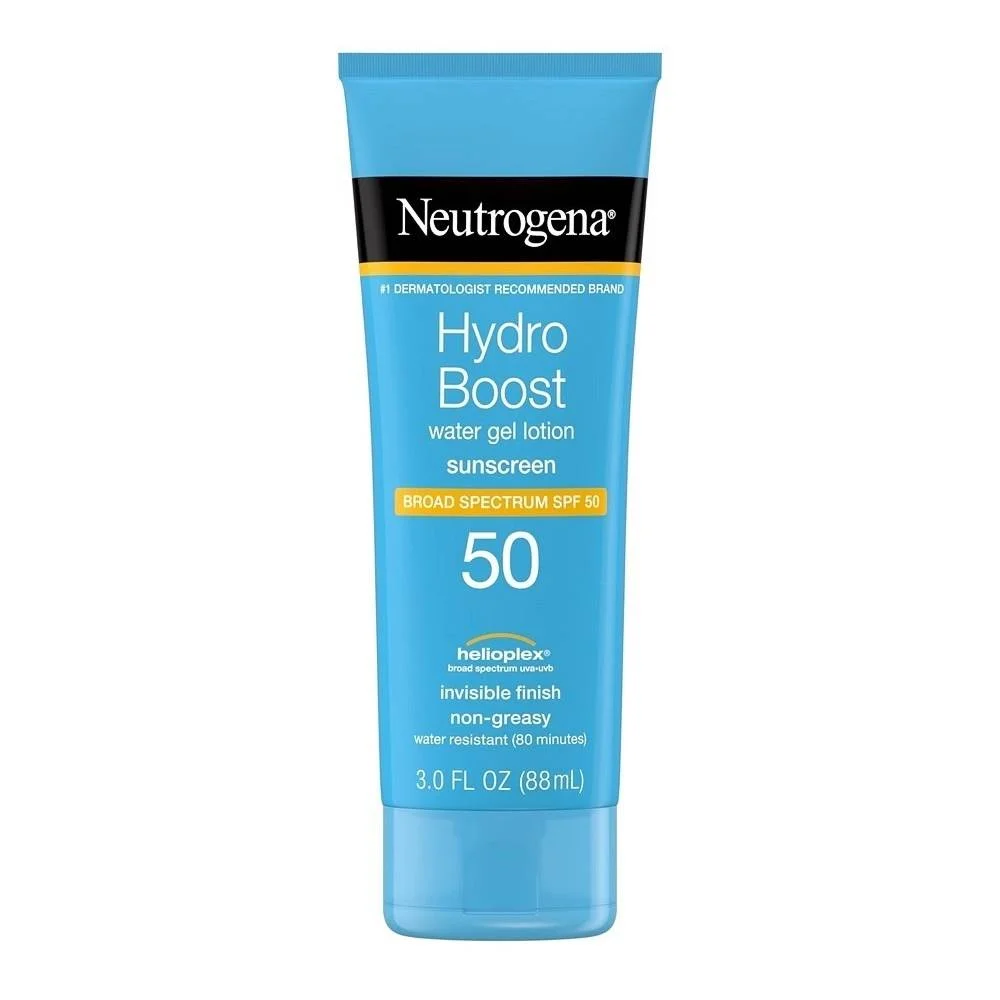 Neutrogena®
#1 DERMATOLOGIST RECOMMENDED BRAND
Hydro
Boost
water gel lotion
sunscreen
BROAD SPECTRUM SPF 50
50
helioplex®
broad spectrum uva•uvb
invisible finish
non-greasy
water resistant (80 minutes)
3.0 FL OZ (88mL)